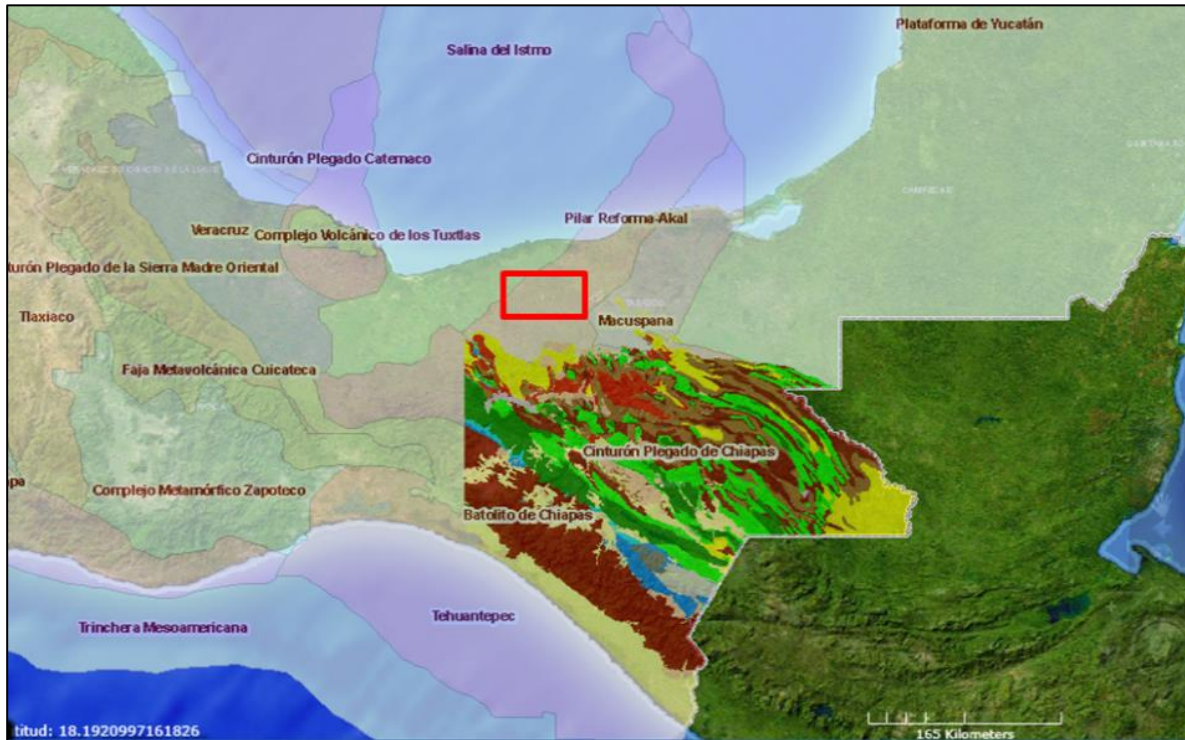 Plataforma de Yucatán
Salina del Istmo
Cinturón Plegado Catemaco
Pilar Reforma-Akal
Veracruz
Complejo Volcánico de los Tuxtlas
turón Plegado de la Sierra Madre Oriental
Tlaxiaco
Macuspana
Faja Metavolcánica Cuicateca
Cinturón Plegado de Chiapas
pa
Complejo Metamórfico Zapoteco
Batolito de Chiapas
Tehuantepec
Trinchera Mesoamericana
titud: 18.1920997161826
165 Kilometers